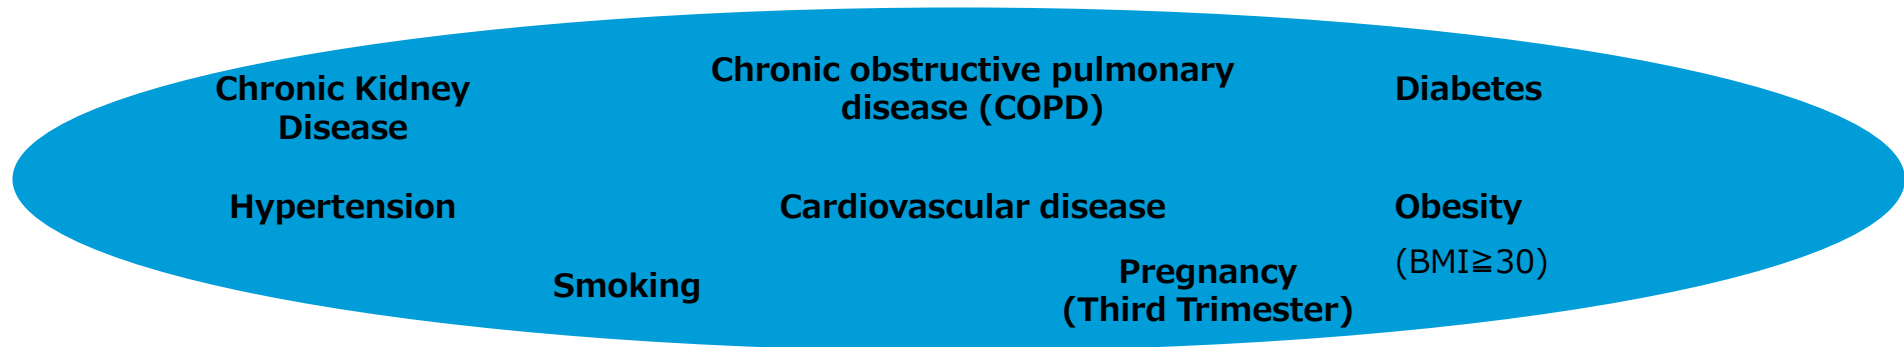 Chronic Kidney
Disease
Chronic obstructive pulmonary
disease (COPD)
Diabetes
Hypertension
Cardiovascular disease
Obesity
(BMI≧30)
Smoking
Pregnancy
(Third Trimester)